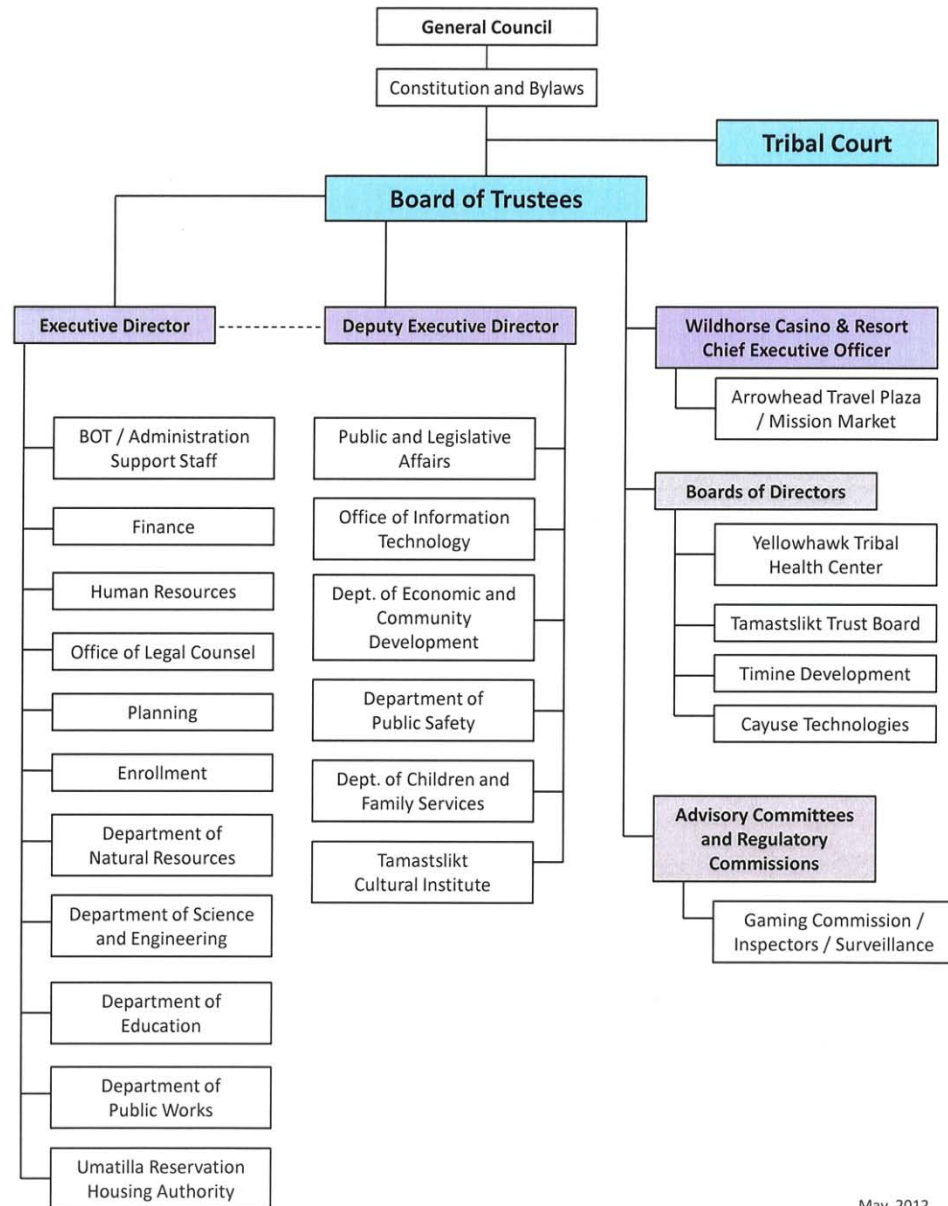 General Council
Constitution and Bylaws
Tribal Court
Board of Trustees
Executive Director
Deputy Executive Director
Wildhorse Casino & Resort
Chief Executive Officer
Arrowhead Travel Plaza
/ Mission Market
BOT / Administration
Support Staff
Finance
Human Resources
Office of Legal Counsel
Planning
Enrollment
Department of
Natural Resources
Department of Science
and Engineering
Department of
Education
Department of
Public Works
Umatilla Reservation
Housing Authority
Public and Legislative
Affairs
Office of Information
Technology
Dept. of Economic and
Community
Development
Department of
Public Safety
Dept. of Children and
Family Services
Tamastslikt
Cultural Institute
Boards of Directors
Yellowhawk Tribal
Health Center
Tamastslikt Trust Board
Timine Development
Cayuse Technologies
Advisory Committees
and Regulatory
Commissions
Gaming Commission /
Inspectors / Surveillance
May, 2012